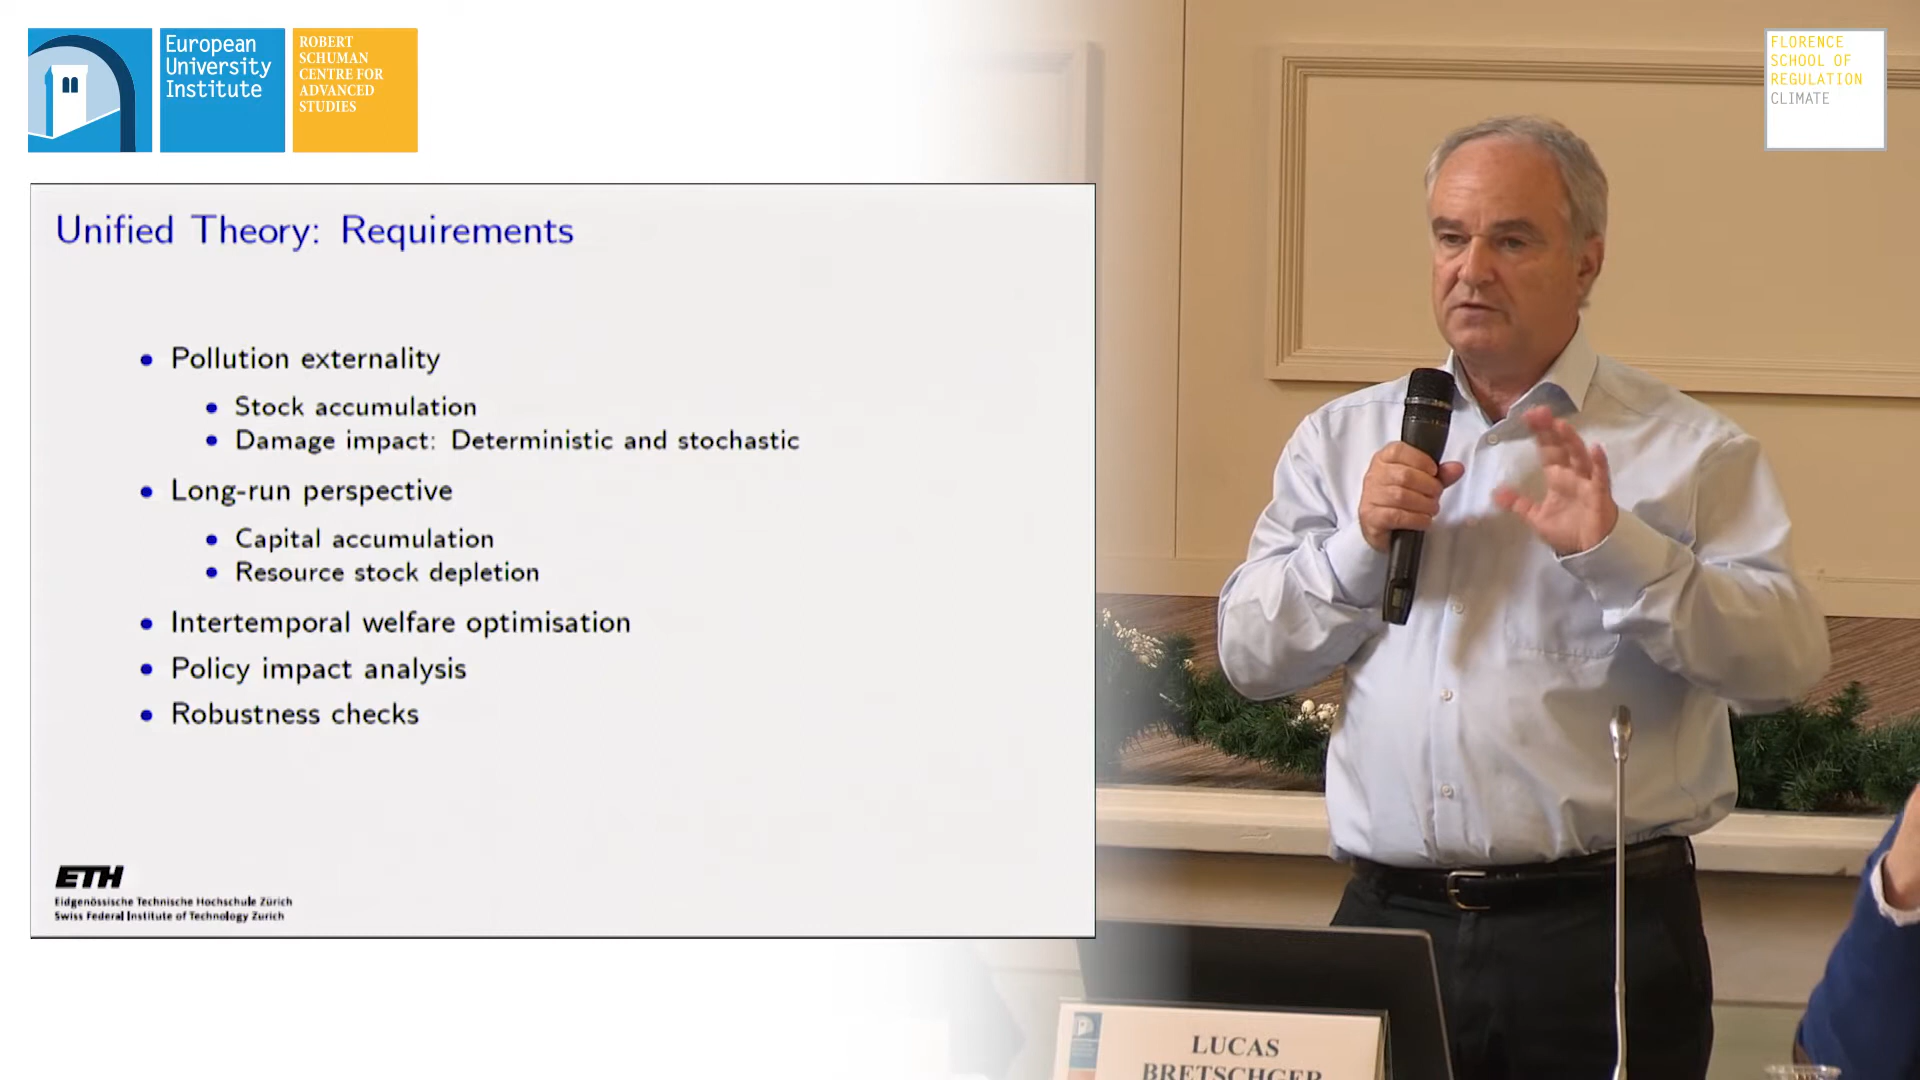 European
University
Institute
ROBERT
SCHUMAN
CENTRE FOR
ADVANCED
STUDIES
FLORENCE
SCHOOL OF
REGULATION
CLIMATE
Unified Theory: Requirements
• Pollution externality
• Stock accumulation
• Damage impact: Deterministic and stochastic
• Long-run perspective
• Capital accumulation
• Resource stock depletion
• Intertemporal welfare optimisation
• Policy impact analysis
• Robustness checks
ETH
Eidgenössische Technische Hochschule Zürich
Swiss Federal Institute of Technology Zurich
LUCAS
BRETSCHGER